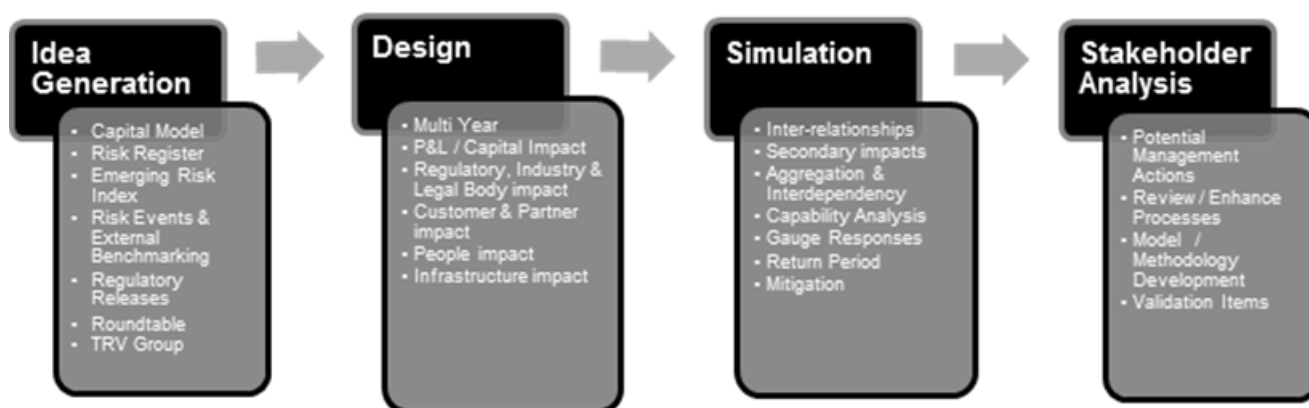 Idea
Generation
▪ Capital Model
▪ Risk Register
▪ Emerging Risk
Index
▪ Risk Events &
External
Benchmarking
▪ Regulatory
Releases
▪ Roundtable
▪ TRV Group
Design
▪ Multi Year
▪ P&L / Capital Impact
▪ Regulatory, Industry &
Legal Body impact
▪ Customer & Partner
impact
▪ People impact
▪ Infrastructure impact
Simulation
▪ Inter-relationships
▪ Secondary impacts
▪ Aggregation &
Interdependency
▪ Capability Analysis
▪ Gauge Responses
▪ Return Period
▪ Mitigation
Stakeholder
Analysis
▪ Potential
Management
Actions
▪ Review / Enhance
Processes
▪ Model /
Methodology
Development
▪ Validation Items